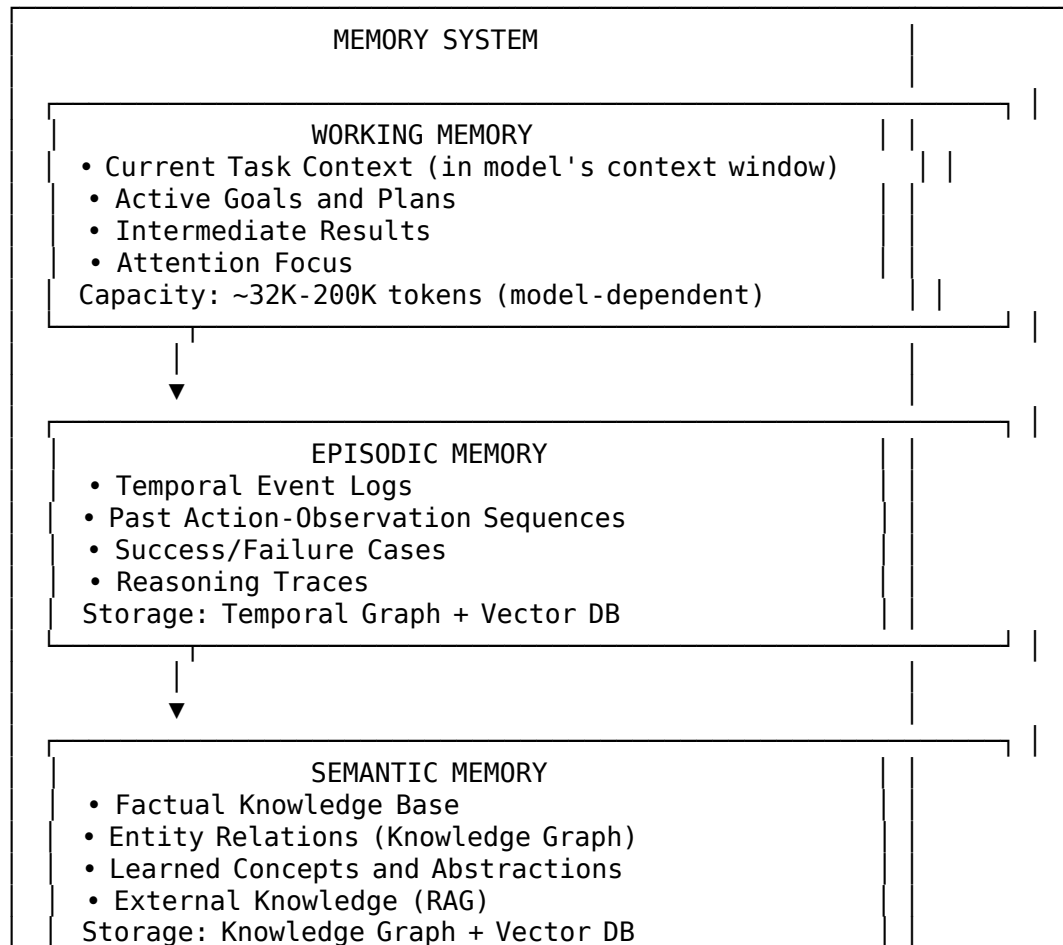 MEMORY SYSTEM
WORKING MEMORY
• Current Task Context (in model's context window)
• Active Goals and Plans
• Intermediate Results
• Attention Focus
Capacity: ~32K-200K tokens (model-dependent)
▼
EPISODIC MEMORY
• Temporal Event Logs
• Past Action-Observation Sequences
• Success/Failure Cases
• Reasoning Traces
Storage: Temporal Graph + Vector DB
▼
SEMANTIC MEMORY
• Factual Knowledge Base
• Entity Relations (Knowledge Graph)
• Learned Concepts and Abstractions
• External Knowledge (RAG)
Storage: Knowledge Graph + Vector DB